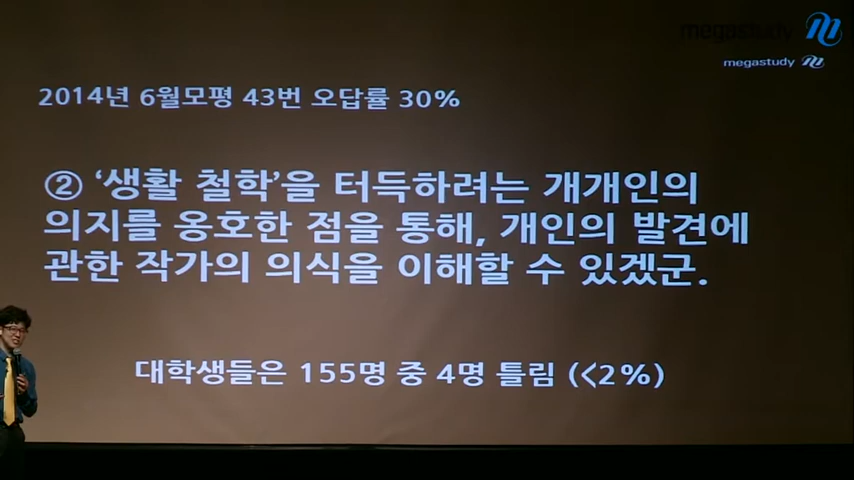 megastudy
megastudy
2014년 6월모평 43번 오답률 30%
② ‘생활 철학’을 터득하려는 개개인의
의지를 옹호한 점을 통해, 개인의 발견에
관한 작가의 의식을 이해할 수 있겠군.
대학생들은 155명 중 4명 틀림 (<2%)